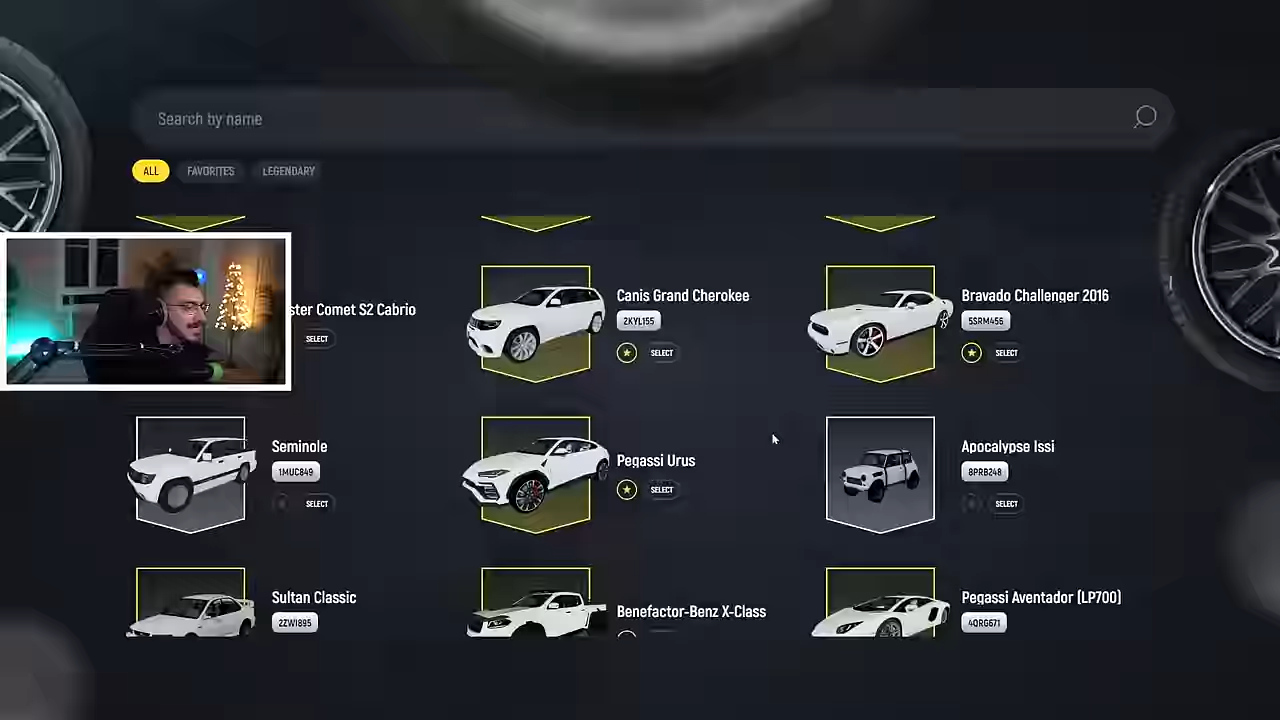 Search by name
ALL
FAVORITES
LEGENDARY
ster Comet S2 Cabrio
SELECT
Canis Grand Cherokee
2KYL155
SELECT
Bravado Challenger 2016
5SRM456
SELECT
Seminole
1MUC849
SELECT
Pegassi Urus
SELECT
Apocalypse Issi
8PRB248
SELECT
Sultan Classic
2ZWI895
Benefactor-Benz X-Class
Pegassi Aventador (LP700)
4QRG671